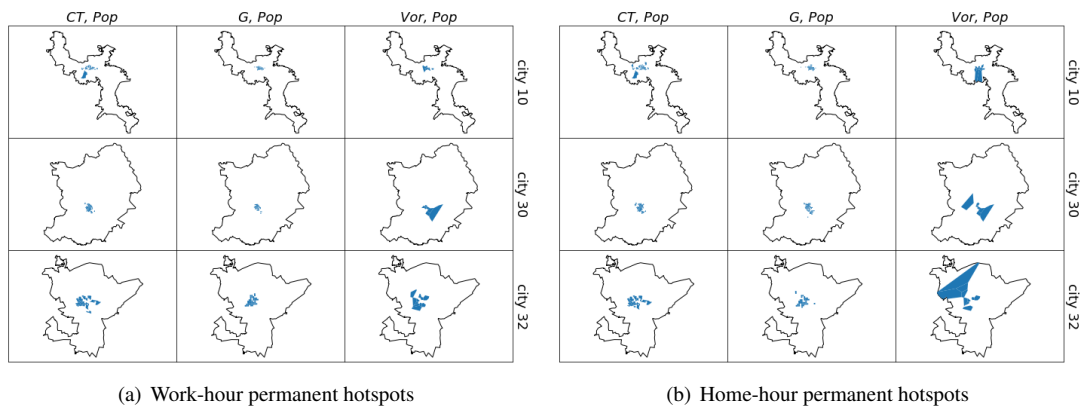 CT, Pop G, Pop Vor, Pop
city 10
city 30
city 32
(a) Work-hour permanent hotspots
CT, Pop G, Pop Vor, Pop
city 10
city 30
city 32
(b) Home-hour permanent hotspots